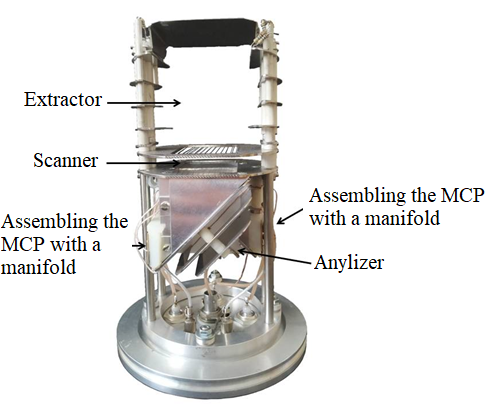 Extractor
Scanner
Assembling the
MCP with a
manifold
Assembling the MCP
with a manifold
Anylizer